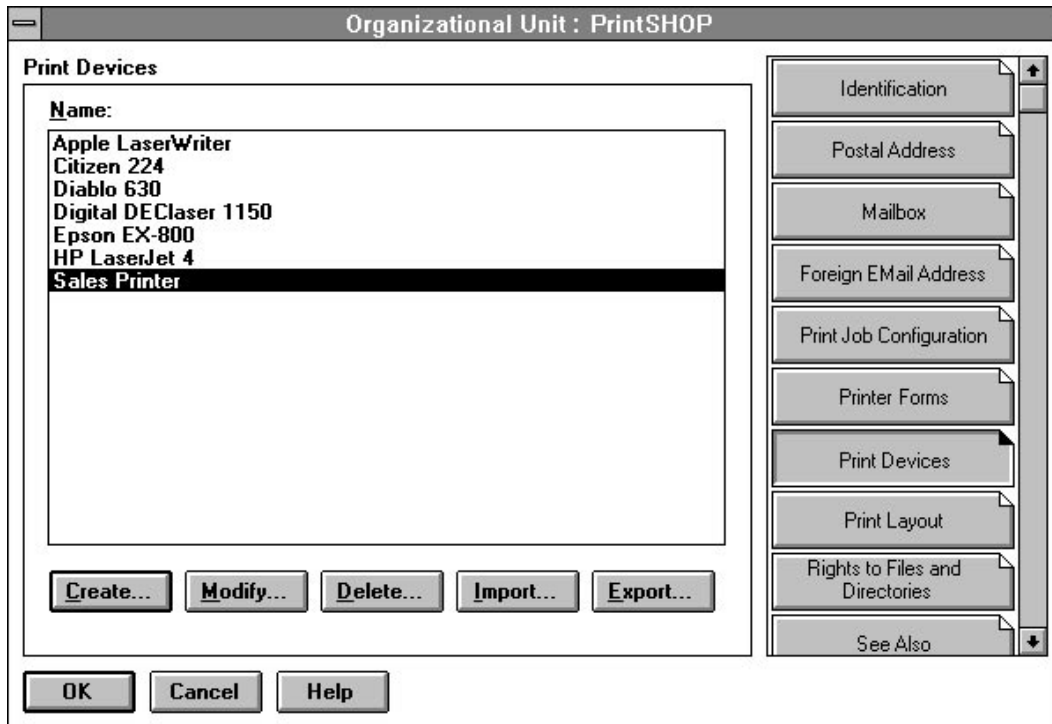 Organizational Unit : PrintSHOP
Print Devices
Name:
Apple LaserWriter
Citizen 224
Diablo 630
Digital DEClaser 1150
Epson EX-800
HP LaserJet 4
Sales Printer
Create... Modify... Delete... Import... Export...
OK Cancel Help
Identification
Postal Address
Mailbox
Foreign EMail Address
Print Job Configuration
Printer Forms
Print Devices
Print Layout
Rights to Files and
Directories
See Also